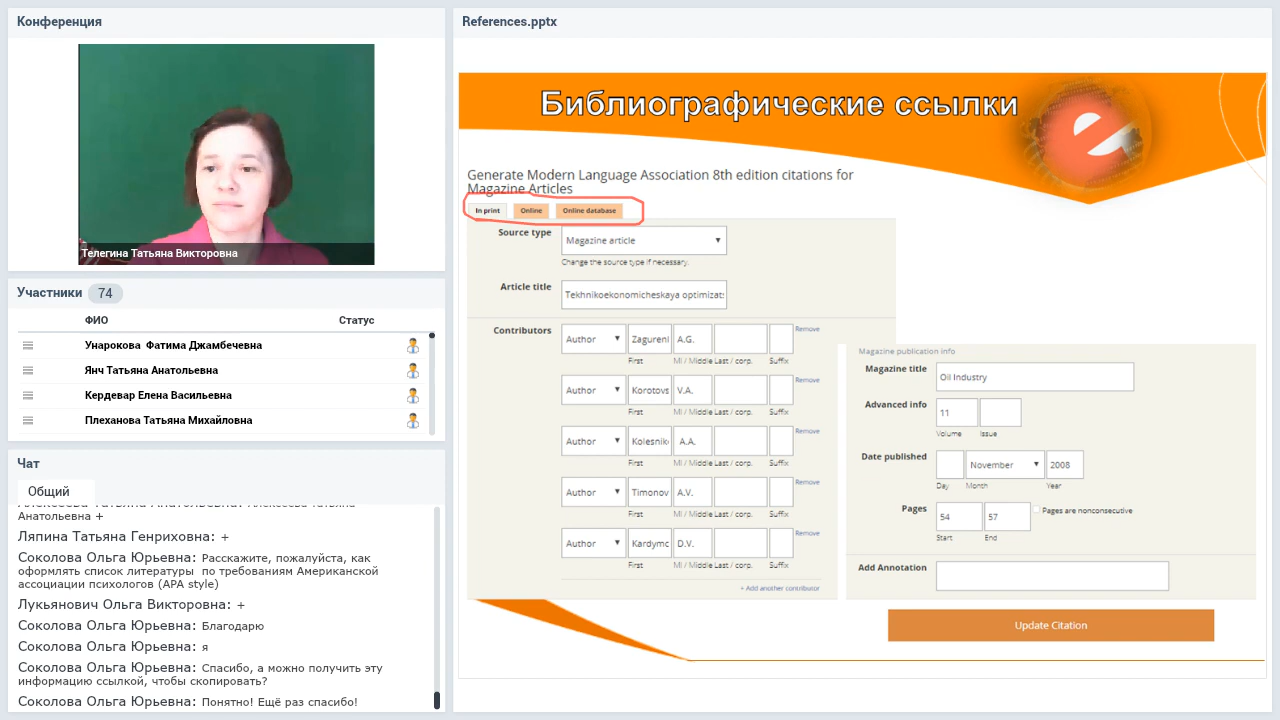 Конференция
Телегина Татьяна Викторовна
Участники 74
ФИО Статус
Унарокова Фатима Джамбечевна
Янч Татьяна Анатольевна
Кердевар Елена Васильевна
Плеханова Татьяна Михайловна
Чат
Общий
Анатольевна +
Ляпина Татьяна Генриховна: +
Соколова Ольга Юрьевна: Расскажите, пожалуйста, как
оформлять список литературы по требованиям Американской
ассоциации психологов (APA style)
Лукьянович Ольга Викторовна: +
Соколова Ольга Юрьевна: Благодарю
Соколова Ольга Юрьевна: я
Соколова Ольга Юрьевна: Спасибо, а можно получить эту
информацию ссылкой, чтобы скопировать?
Соколова Ольга Юрьевна: Понятно! Ещё раз спасибо!
References.pptx
Библиографические ссылки
Generate Modern Language Association 8th edition citations for
Magazine Articles
In print Online Online database
Source type Magazine article
Change the source type if necessary.
Article title Tekhnikoekonomicheskaya optimizat
Contributors Author Zagureni A.G. Remove
First MI / Middle Last / corp. Suffix
Author Korotovs V.A. Remove
First MI / Middle Last / corp. Suffix
Author Kolesnik A.A. Remove
First MI / Middle Last / corp. Suffix
Author Timonov A.V. Remove
First MI / Middle Last / corp. Suffix
Author Kardymo D.V. Remove
First MI / Middle Last / corp. Suffix
+ Add another contributor
Magazine publication info
Magazine title Oil Industry
Advanced info 11
Volume Issue
Date published November 2008
Day Month Year
Pages 54 57 Pages are nonconsecutive
Start End
Add Annotation
Update Citation